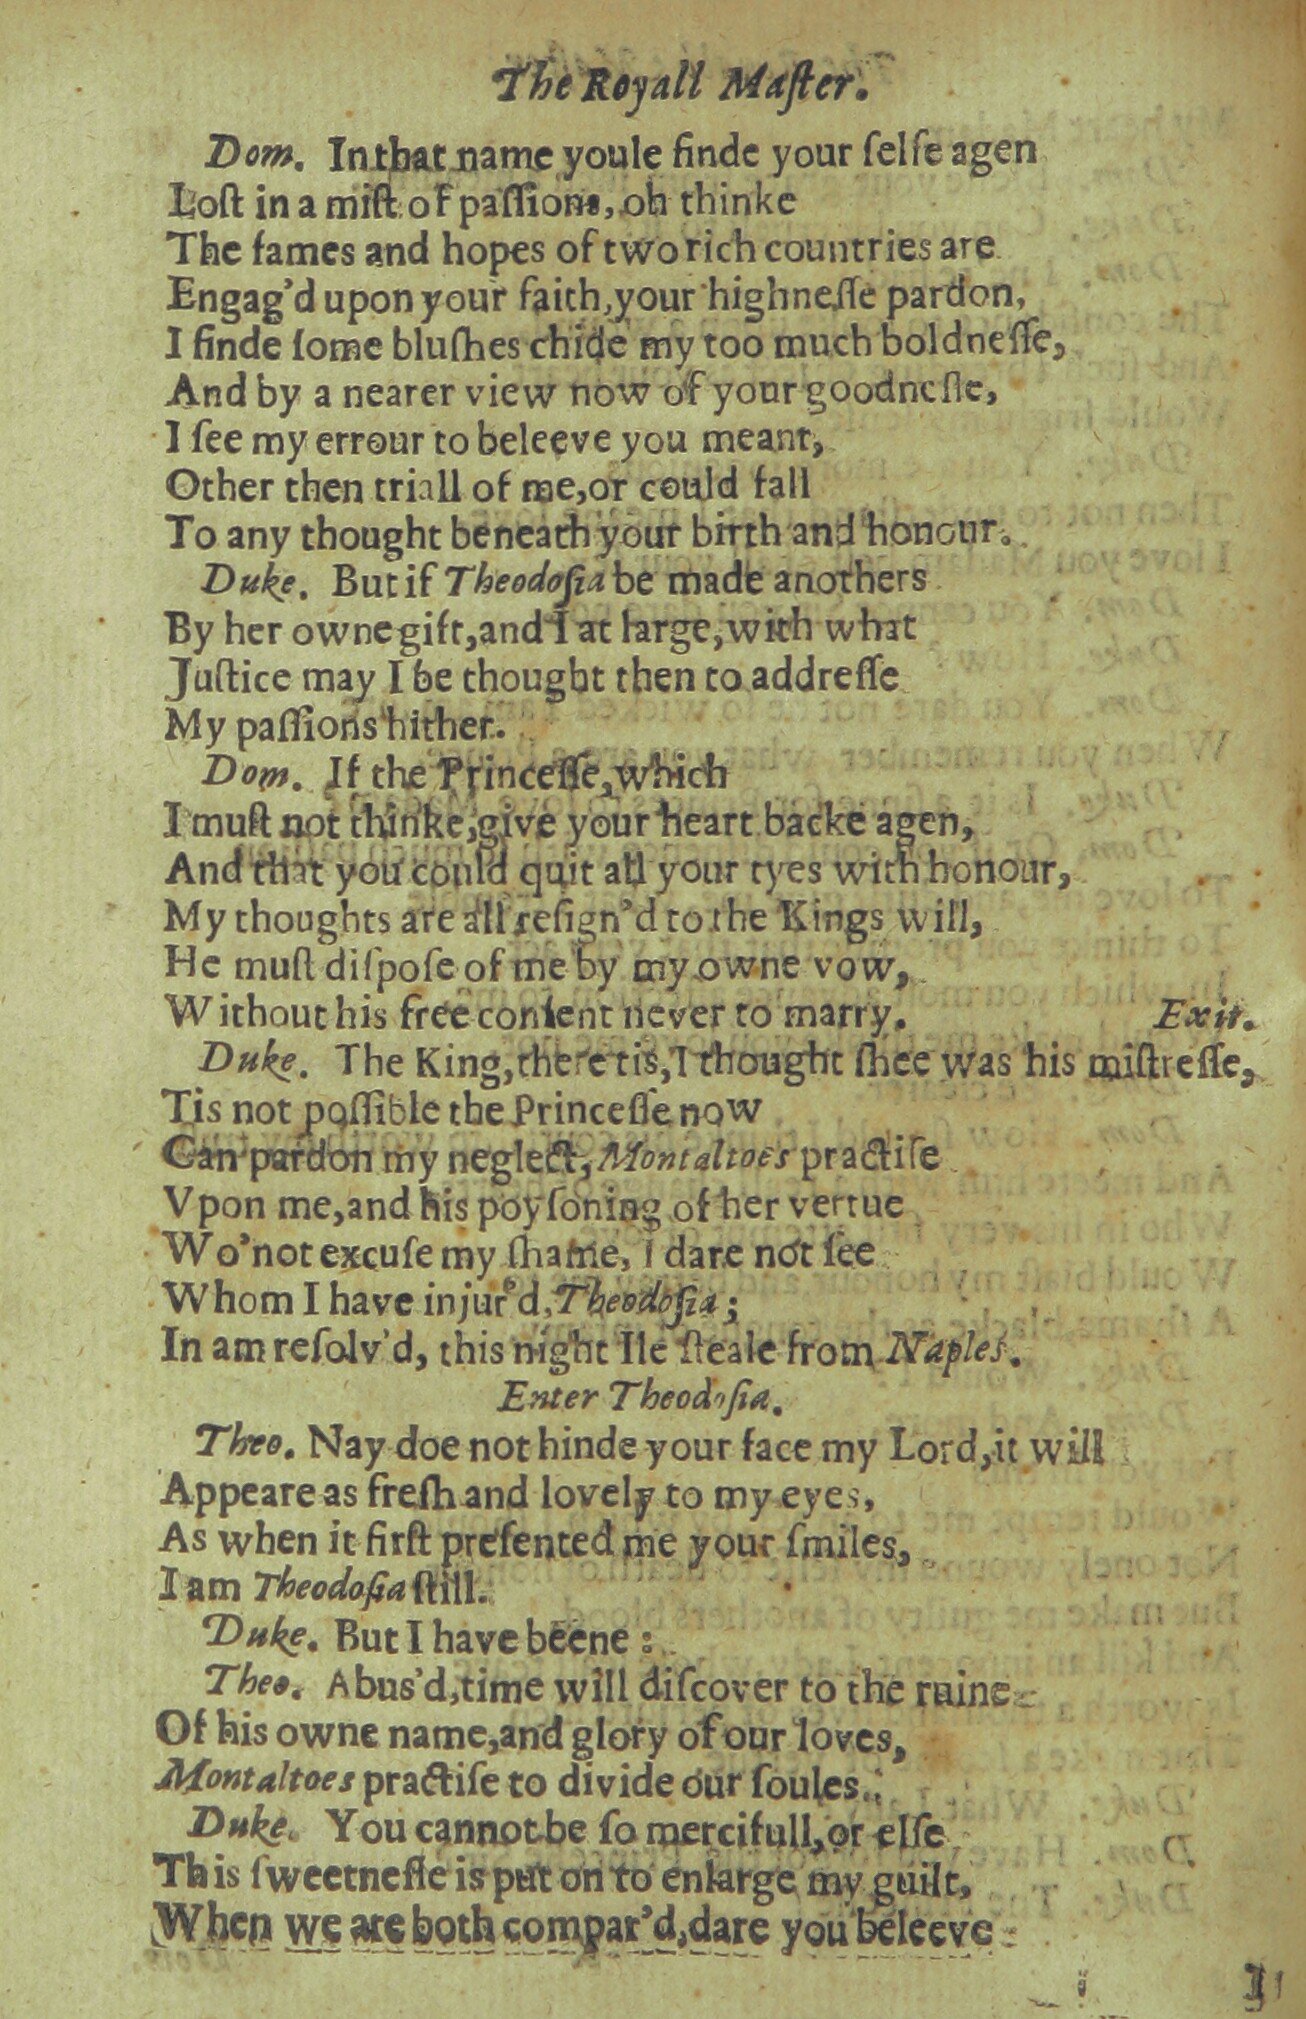 The Royall Maſter.
Dom. In that name youle finde your ſelfe agen
Loſt in a miſt of paſſions, oh thinke
The fames and hopes of two rich countries are
Engag'd upon your faith, your highneſſe pardon,
I finde ſome bluſhes chide my too much boldneſſe,
And by a nearer view now of your goodneſſe,
I ſee my errour to beleeve you meant,
Other then triall of me, or could fall
To any thought beneath your birth and honour.
Duke. But if Theodoſia be made anothers
By her owne gift, and I at large, with what
Juſtice may I be thought then to addreſſe
My paſſions hither.
Dom. If the Princeſſe, which
I muſt not thinke, give your heart backe agen,
And that you could quit all your tyes with honour,
My thoughts are all reſign'd to the Kings will,
He muſt diſpoſe of me by my owne vow,
Without his free conſent never to marry. Exit.
Duke. The King, there tis, I thought ſhee was his miſtreſſe,
Tis not poſſible the Princeſſe now
Can pardon my neglect, Montaltoes practiſe
Vpon me, and his poyſoning of her vertue
Wo'not excuſe my ſhame, I dare not ſee
Whom I have injur'd, Theodoſia;
In am reſolv'd, this night Ile ſteale from Naples.
Enter Theodoſia.
Theo. Nay doe not hinde your face my Lord, it will
Appeare as freſh and lovely to my eyes,
As when it firſt preſented me your ſmiles,
I am Theodoſia ſtill.
Duke. But I have beene:
Theo. Abus'd, time will diſcover to the ruine
Of his owne name, and glory of our loves,
Montaltoes practiſe to divide our ſoules.
Duke. You cannot be ſo mercifull, or elſe
This ſweetneſſe is put on to enlarge my guilt,
When we are both compar'd, dare you beleeve